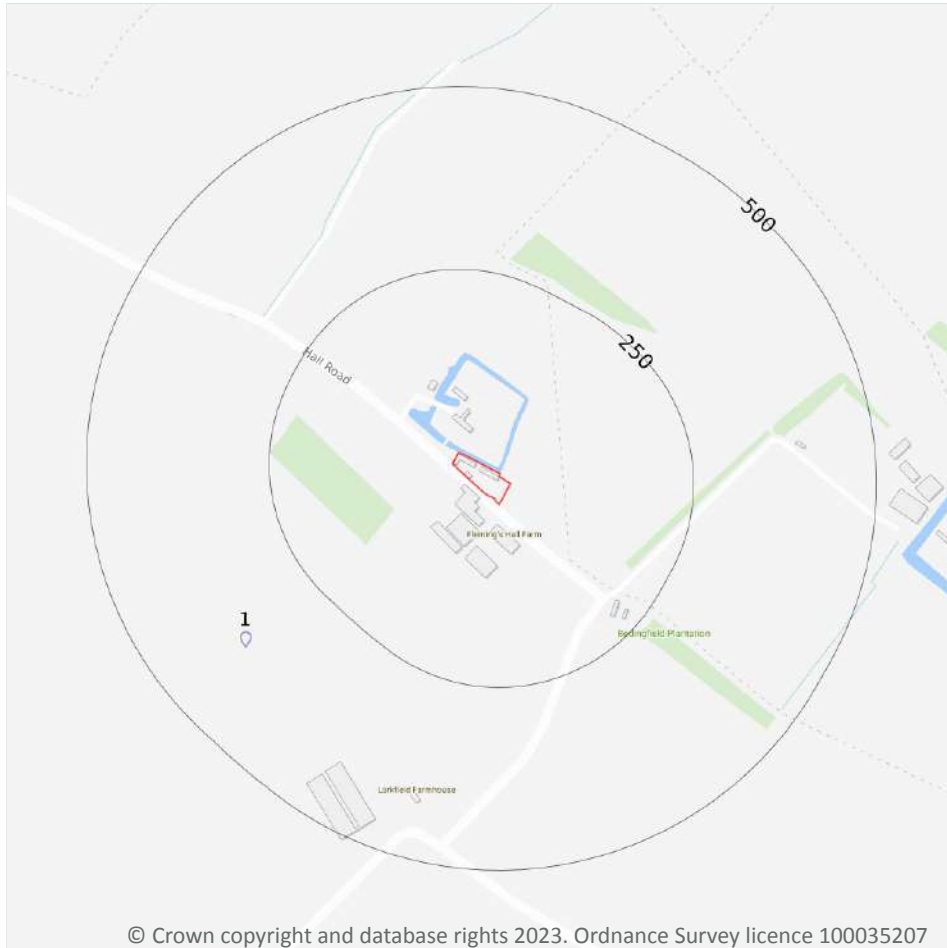 500
250
Hall Road
Fleming's Hall Farm
1
Bedingfield Plantation
Larkfield Farmhouse
© Crown copyright and database rights 2023. Ordnance Survey licence 100035207